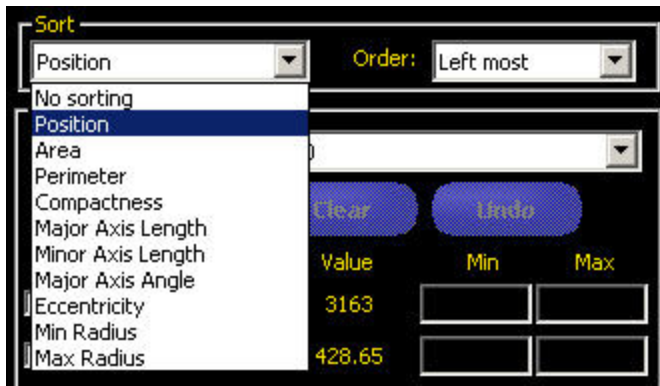 Sort
Position
Order:
Left most
No sorting
Position
Area
Perimeter
Compactness
Major Axis Length
Minor Axis Length
Major Axis Angle
Eccentricity
Min Radius
Max Radius
)
Clear
Undo
Value
Min
Max
3163
428.65